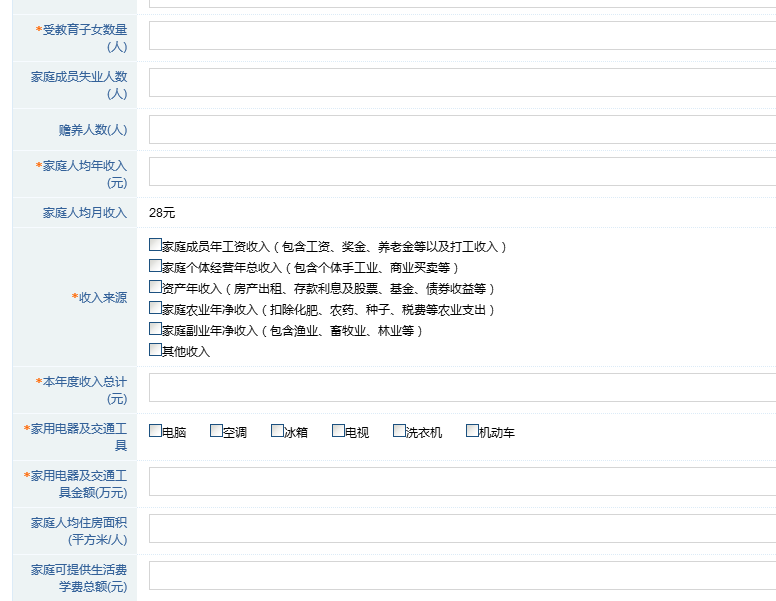 *受教育子女数量
(人)
家庭成员失业人数
(人)
赡养人数(人)
*家庭人均年收入
(元)
家庭人均月收入 28元
家庭成员年工资收入（包含工资、奖金、养老金等以及打工收入）
家庭个体经营年总收入（包含个体手工业、商业买卖等）
资产年收入（房产出租、存款利息及股票、基金、债券收益等）
*收入来源
家庭农业年净收入（扣除化肥、农药、种子、税费等农业支出）
家庭副业年净收入（包含渔业、畜牧业、林业等）
其他收入
*本年度收入总计
(元)
*家用电器及交通工
具
电脑 空调 冰箱 电视 洗衣机 机动车
*家用电器及交通工
具金额(万元)
家庭人均住房面积
(平方米/人)
家庭可提供生活费
学费总额(元)